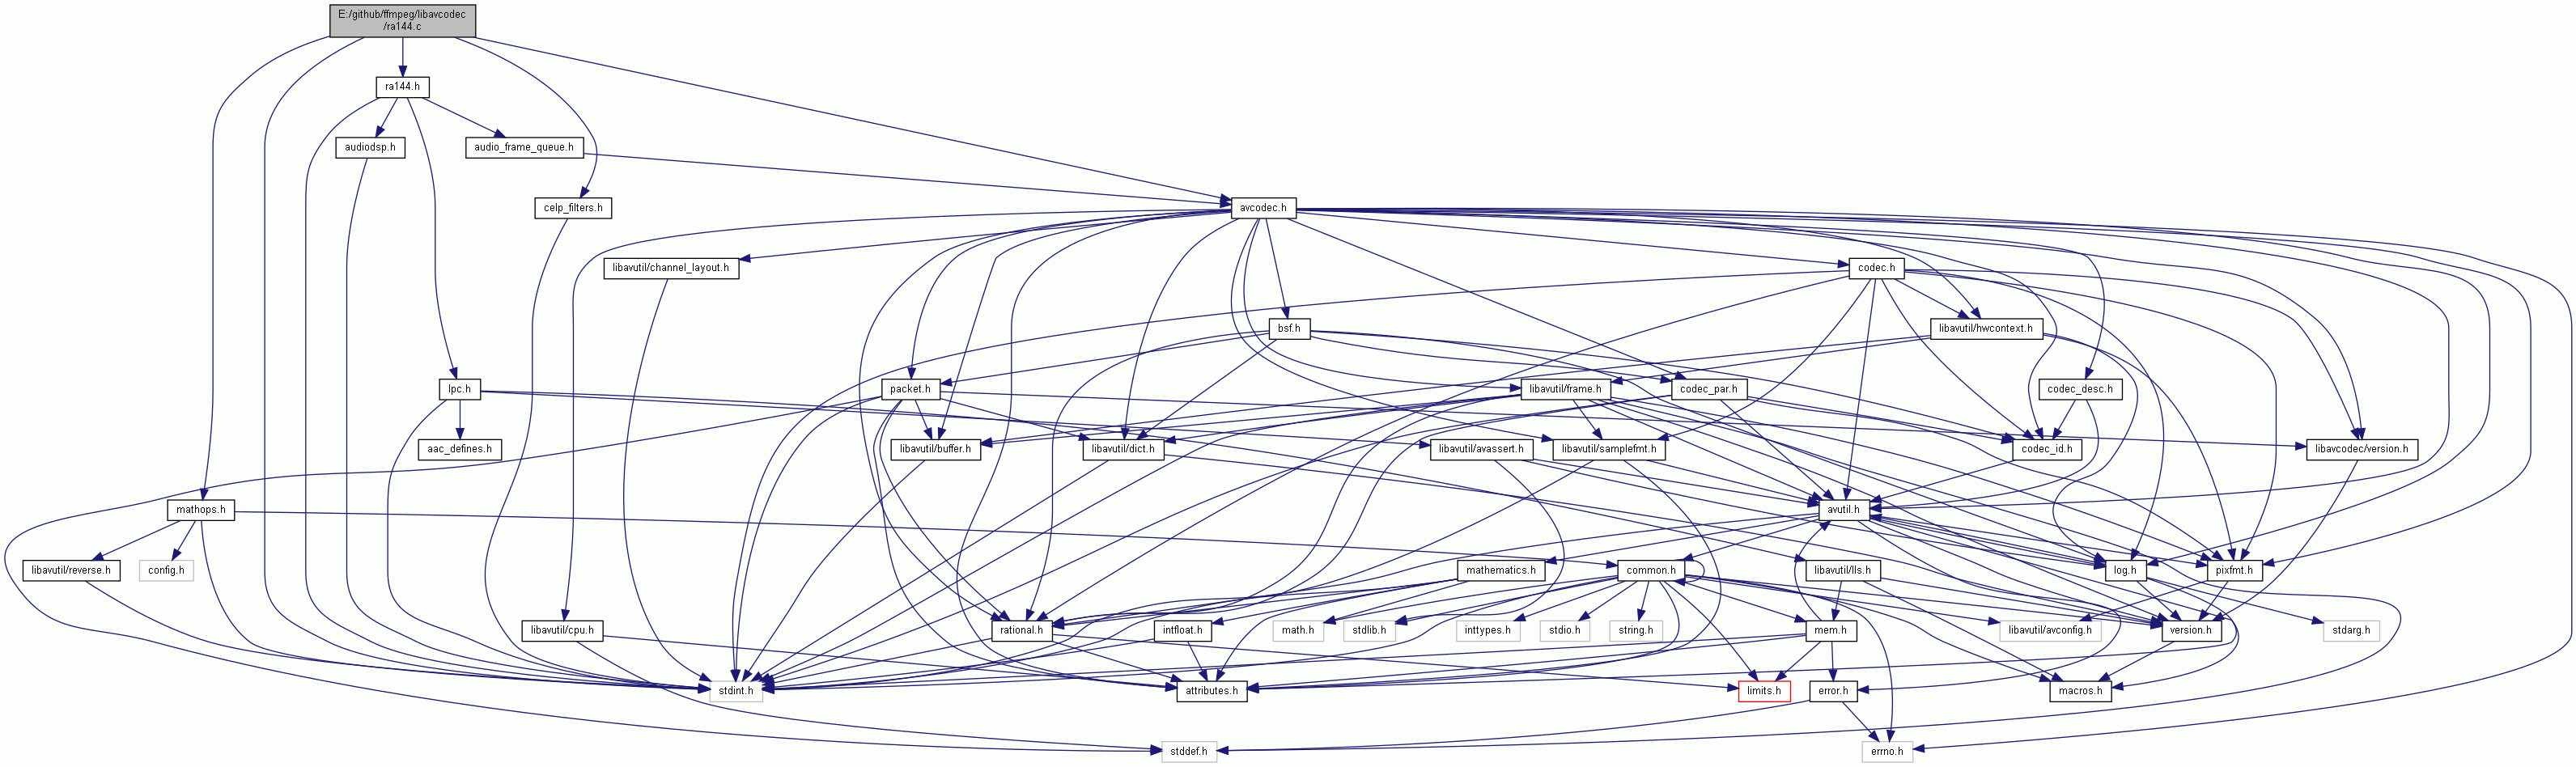 E:/github/ffmpeg/libavcodec
/ra144.c
ra144.h
audiodsp.h
audio_frame_queue.h
celp_filters.h
avcodec.h
libavutil/channel_layout.h
codec.h
bsf.h
libavutil/hwcontext.h
lpc.h
packet.h
libavutil/frame.h
codec_par.h
codec_desc.h
aac_defines.h
libavutil/buffer.h
libavutil/dict.h
libavutil/avassert.h
libavutil/samplefmt.h
codec_id.h
libavcodec/version.h
mathops.h
avutil.h
libavutil/reverse.h
config.h
mathematics.h
common.h
libavutil/lls.h
log.h
pixfmt.h
libavutil/cpu.h
rational.h
intfloat.h
math.h
stdlib.h
inttypes.h
stdio.h
string.h
mem.h
libavutil/avconfig.h
version.h
stdarg.h
stdint.h
attributes.h
limits.h
error.h
macros.h
stddef.h
errno.h